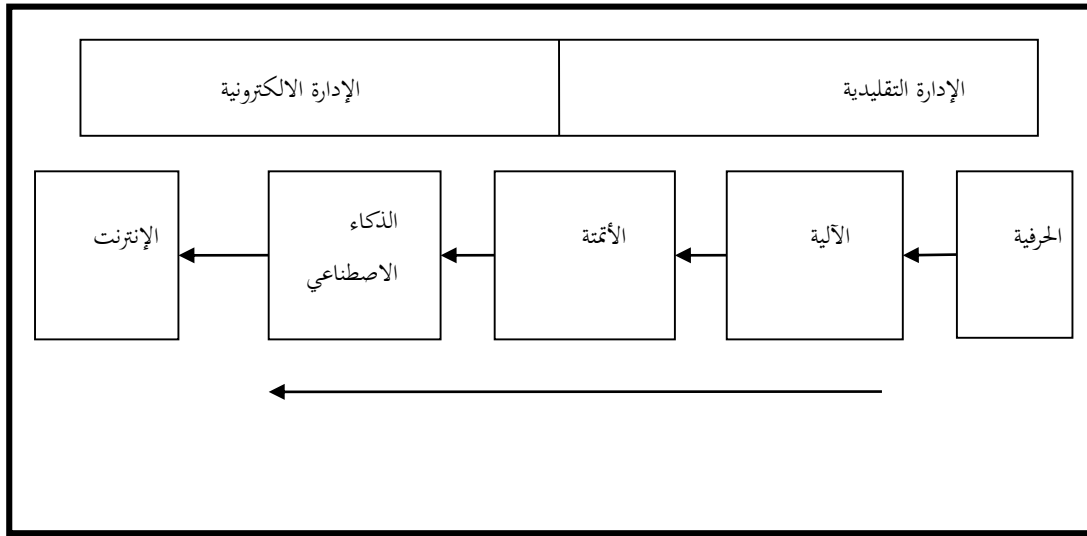 الإدارة التقليدية
الإدارة الالكترونية
الحرفية
الآلية
الأتمتة
الذكاء
الاصطناعي
الإنترنت